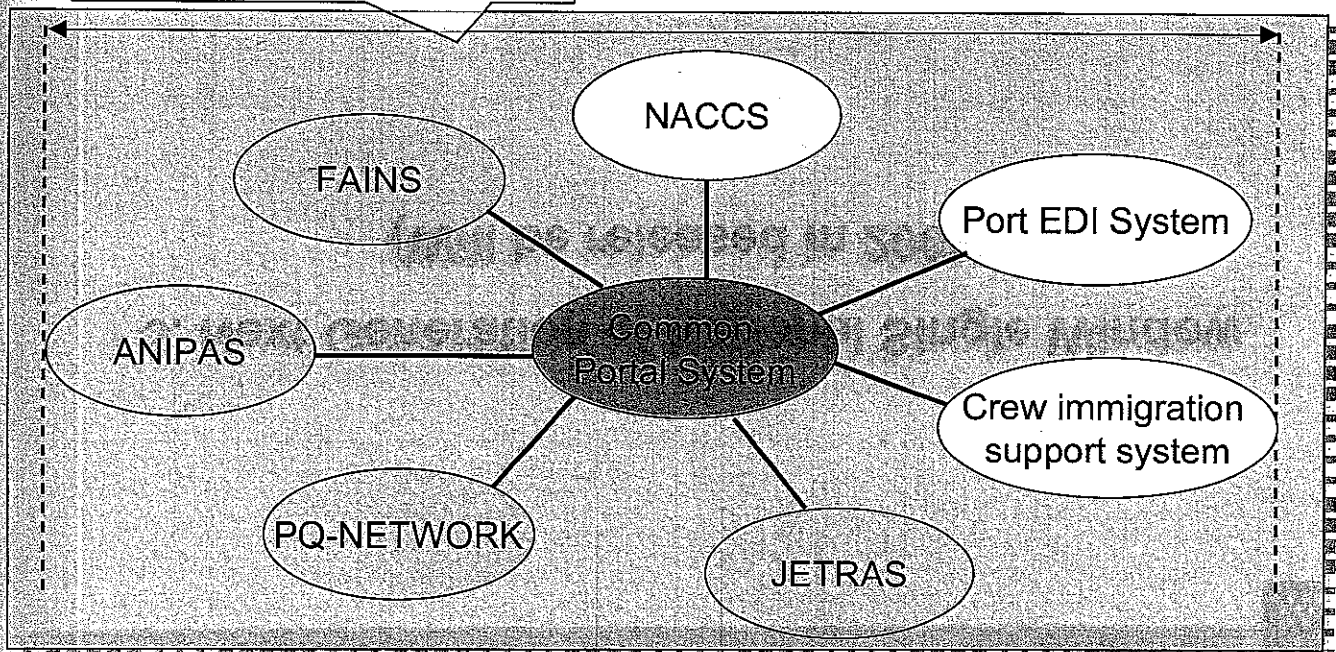 NACCS
FAINS
Port EDI System
Common
Portal System
ANIPAS
Crew immigration
support system
PQ-NETWORK
JETRAS